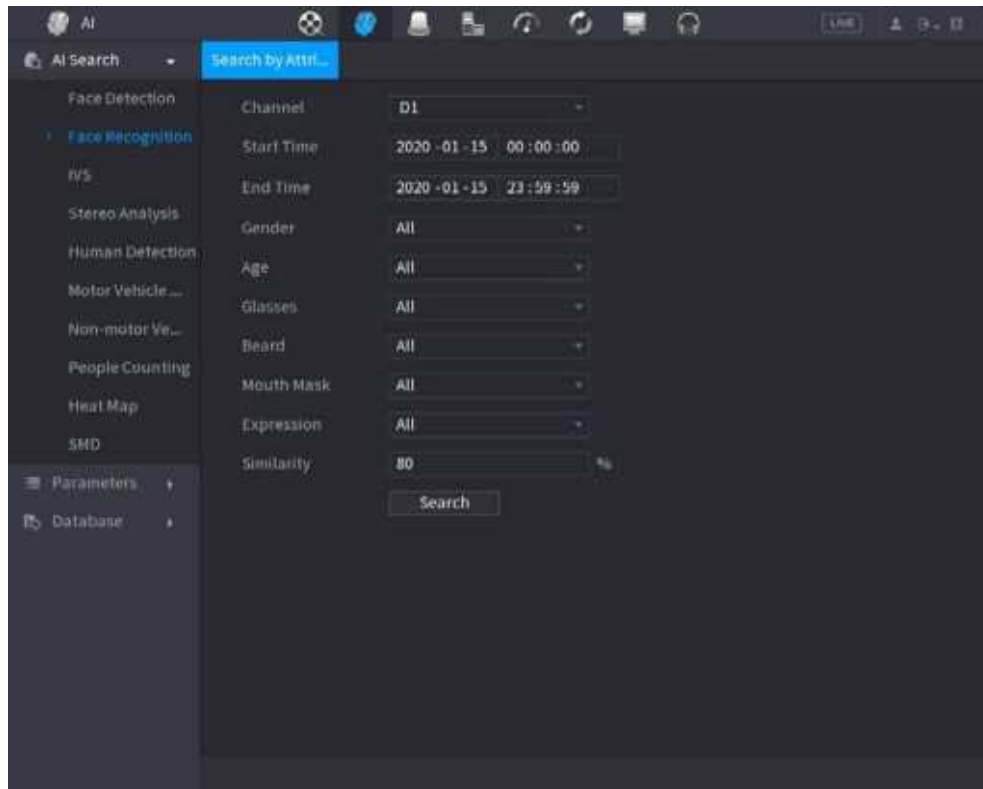 AI
LIVE
AI Search
Search by Attri...
Face Detection
Face Recognition
IVS
Stereo Analysis
Human Detection
Motor Vehicle ...
Non-motor Ve...
People Counting
Heat Map
SMD
Parameters
Database
Channel D1
Start Time 2020 -01 -15 00 : 00 : 00
End Time 2020 -01 -15 23 : 59 : 59
Gender All
Age All
Glasses All
Beard All
Mouth Mask All
Expression All
Similarity 80 %
Search